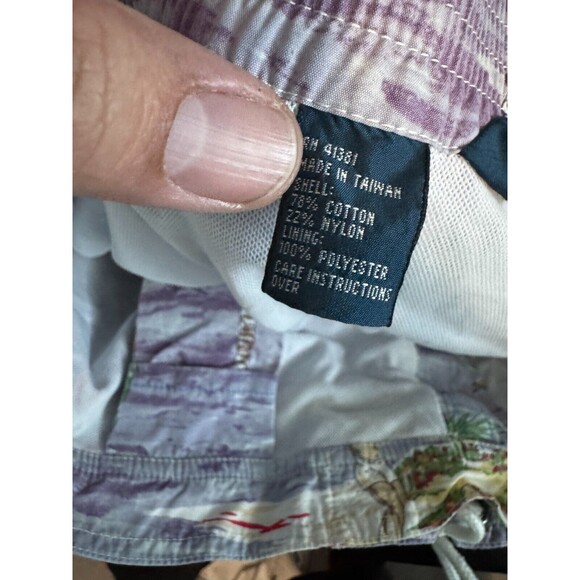 RN 41381
MADE IN TAIWAN
SHELL:
78% COTTON
22% NYLON
LINING:
100% POLYESTER
CARE INSTRUCTIONS
OVER